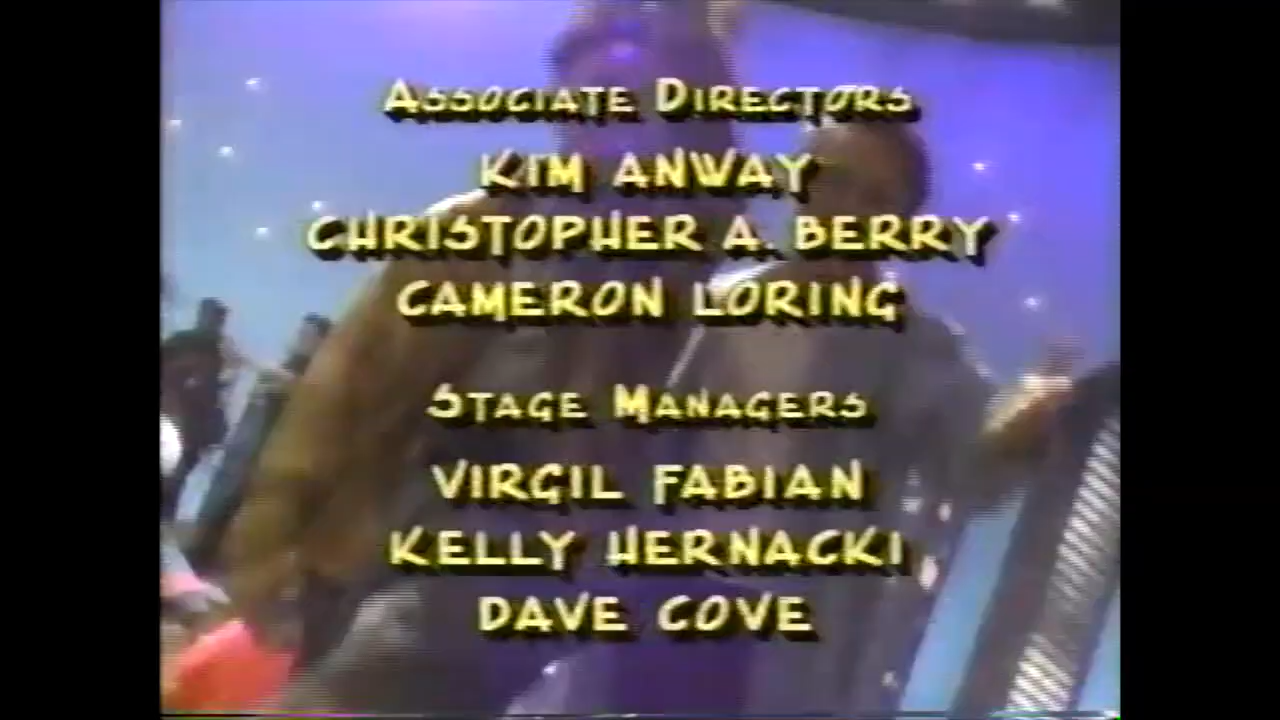 ASSOCIATE DIRECTORS
KIM ANWAY
CHRISTOPHER A. BERRY
CAMERON LORING
STAGE MANAGERS
VIRGIL FABIAN
KELLY HERNACKI
DAVE COVE